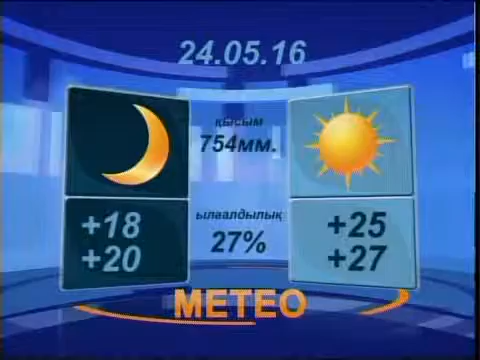 24.05.16
қысым
754мм.
ылғалдылық
27%
+18
+20
+25
+27
МЕТЕО